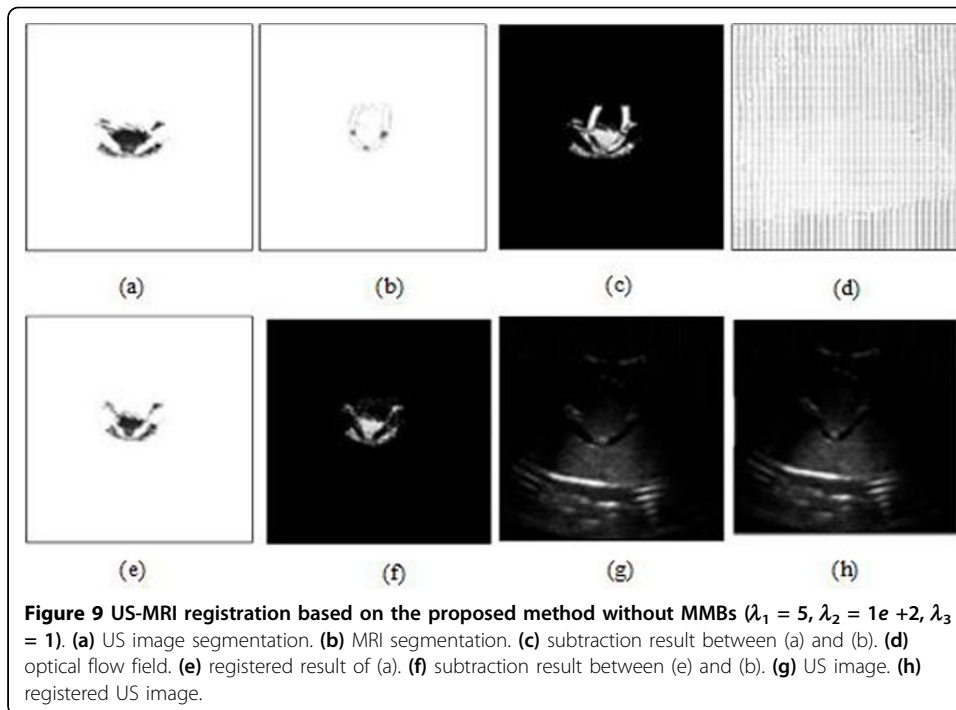 (a) (b) (c) (d)
(e) (f) (g) (h)
Figure 9 US-MRI registration based on the proposed method without MMBs (λ₁ = 5, λ₂ = 1e +2, λ₃
= 1). (a) US image segmentation. (b) MRI segmentation. (c) subtraction result between (a) and (b). (d)
optical flow field. (e) registered result of (a). (f) subtraction result between (e) and (b). (g) US image. (h)
registered US image.